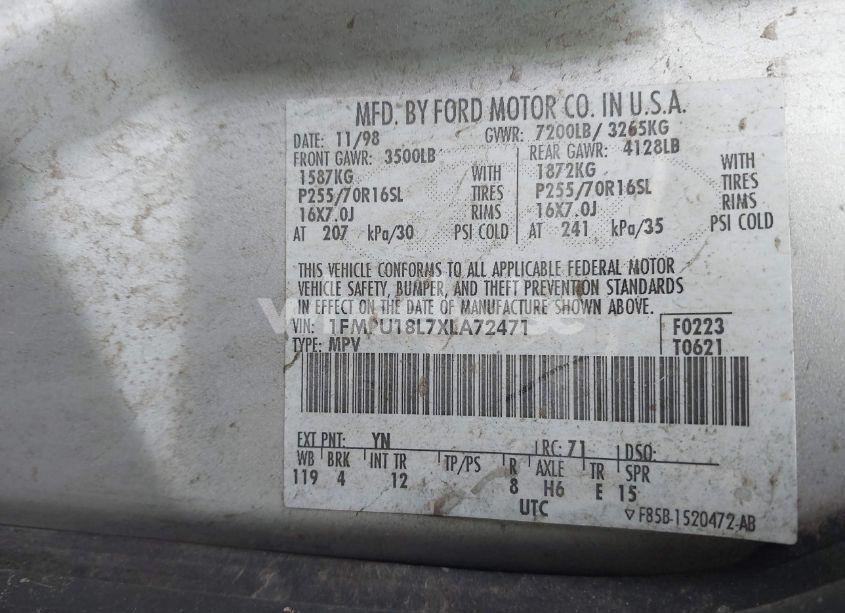 MFD. BY FORD MOTOR CO. IN U.S.A.
DATE: 11/98 GVWR: 7200LB/ 3265KG
FRONT GAWR: 3500LB REAR GAWR: 4128LB
1587KG WITH 1872KG WITH
P255/70R16SL TIRES P255/70R16SL TIRES
16X7.0J RIMS 16X7.0J RIMS
AT 207 kPa/30 PSI COLD AT 241 kPa/35 PSI COLD
THIS VEHICLE CONFORMS TO ALL APPLICABLE FEDERAL MOTOR
VEHICLE SAFETY, BUMPER, AND THEFT PREVENTION STANDARDS
IN EFFECT ON THE DATE OF MANUFACTURE SHOWN ABOVE.
VIN: 1FMPU18L7XLA72471 F0223
TYPE: MPV T0621
EXT PNT: YN RC: 71 DSO:
WB BRK INT TR TP/PS R AXLE TR SPR
119 4 12 8 H6 E 15
UTC ▽ F85B-1520472-AB